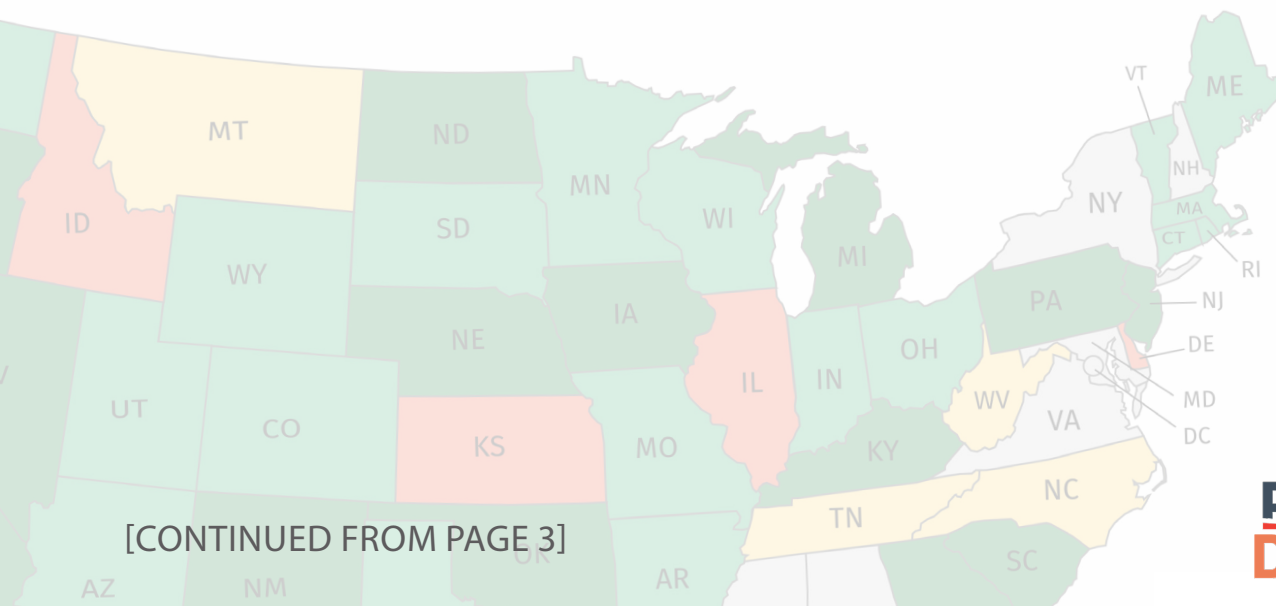 VT
ME
MT
ND
MN
NH
WI
NY
MA
ID
SD
CT
MI
RI
WY
PA
NJ
IA
NE
OH
DE
UT
IL
IN
WV
MD
CO
VA
DC
KS
MO
KY
NC
TN
[CONTINUED FROM PAGE 3]
OK
SC
AZ
NM
AR